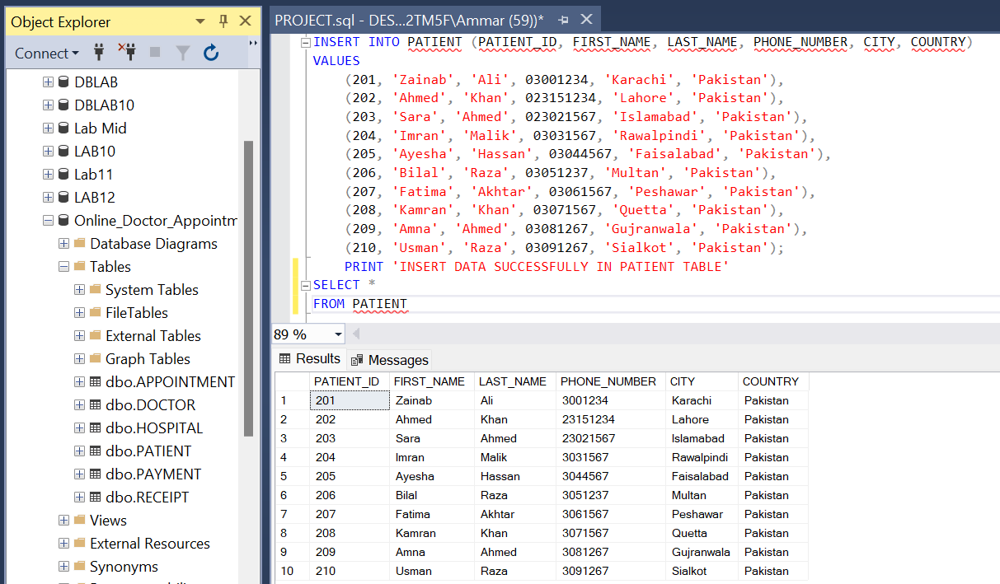 Object Explorer
Connect
DBLAB
DBLAB10
Lab Mid
LAB10
Lab11
LAB12
Online_Doctor_Appointm
Database Diagrams
Tables
System Tables
FileTables
External Tables
Graph Tables
dbo.APPOINTMENT
dbo.DOCTOR
dbo.HOSPITAL
dbo.PATIENT
dbo.PAYMENT
dbo.RECEIPT
Views
External Resources
Synonyms
PROJECT.sql - DES...2TM5F\Ammar (59))*
INSERT INTO PATIENT (PATIENT_ID, FIRST_NAME, LAST_NAME, PHONE_NUMBER, CITY, COUNTRY)
VALUES
(201, 'Zainab', 'Ali', 03001234, 'Karachi', 'Pakistan'),
(202, 'Ahmed', 'Khan', 023151234, 'Lahore', 'Pakistan'),
(203, 'Sara', 'Ahmed', 023021567, 'Islamabad', 'Pakistan'),
(204, 'Imran', 'Malik', 03031567, 'Rawalpindi', 'Pakistan'),
(205, 'Ayesha', 'Hassan', 03044567, 'Faisalabad', 'Pakistan'),
(206, 'Bilal', 'Raza', 03051237, 'Multan', 'Pakistan'),
(207, 'Fatima', 'Akhtar', 03061567, 'Peshawar', 'Pakistan'),
(208, 'Kamran', 'Khan', 03071567, 'Quetta', 'Pakistan'),
(209, 'Amna', 'Ahmed', 03081267, 'Gujranwala', 'Pakistan'),
(210, 'Usman', 'Raza', 03091267, 'Sialkot', 'Pakistan');
PRINT 'INSERT DATA SUCCESSFULLY IN PATIENT TABLE'
SELECT *
FROM PATIENT
89 %
Results Messages
PATIENT_ID FIRST_NAME LAST_NAME PHONE_NUMBER CITY COUNTRY
1 201 Zainab Ali 3001234 Karachi Pakistan
2 202 Ahmed Khan 23151234 Lahore Pakistan
3 203 Sara Ahmed 23021567 Islamabad Pakistan
4 204 Imran Malik 3031567 Rawalpindi Pakistan
5 205 Ayesha Hassan 3044567 Faisalabad Pakistan
6 206 Bilal Raza 3051237 Multan Pakistan
7 207 Fatima Akhtar 3061567 Peshawar Pakistan
8 208 Kamran Khan 3071567 Quetta Pakistan
9 209 Amna Ahmed 3081267 Gujranwala Pakistan
10 210 Usman Raza 3091267 Sialkot Pakistan